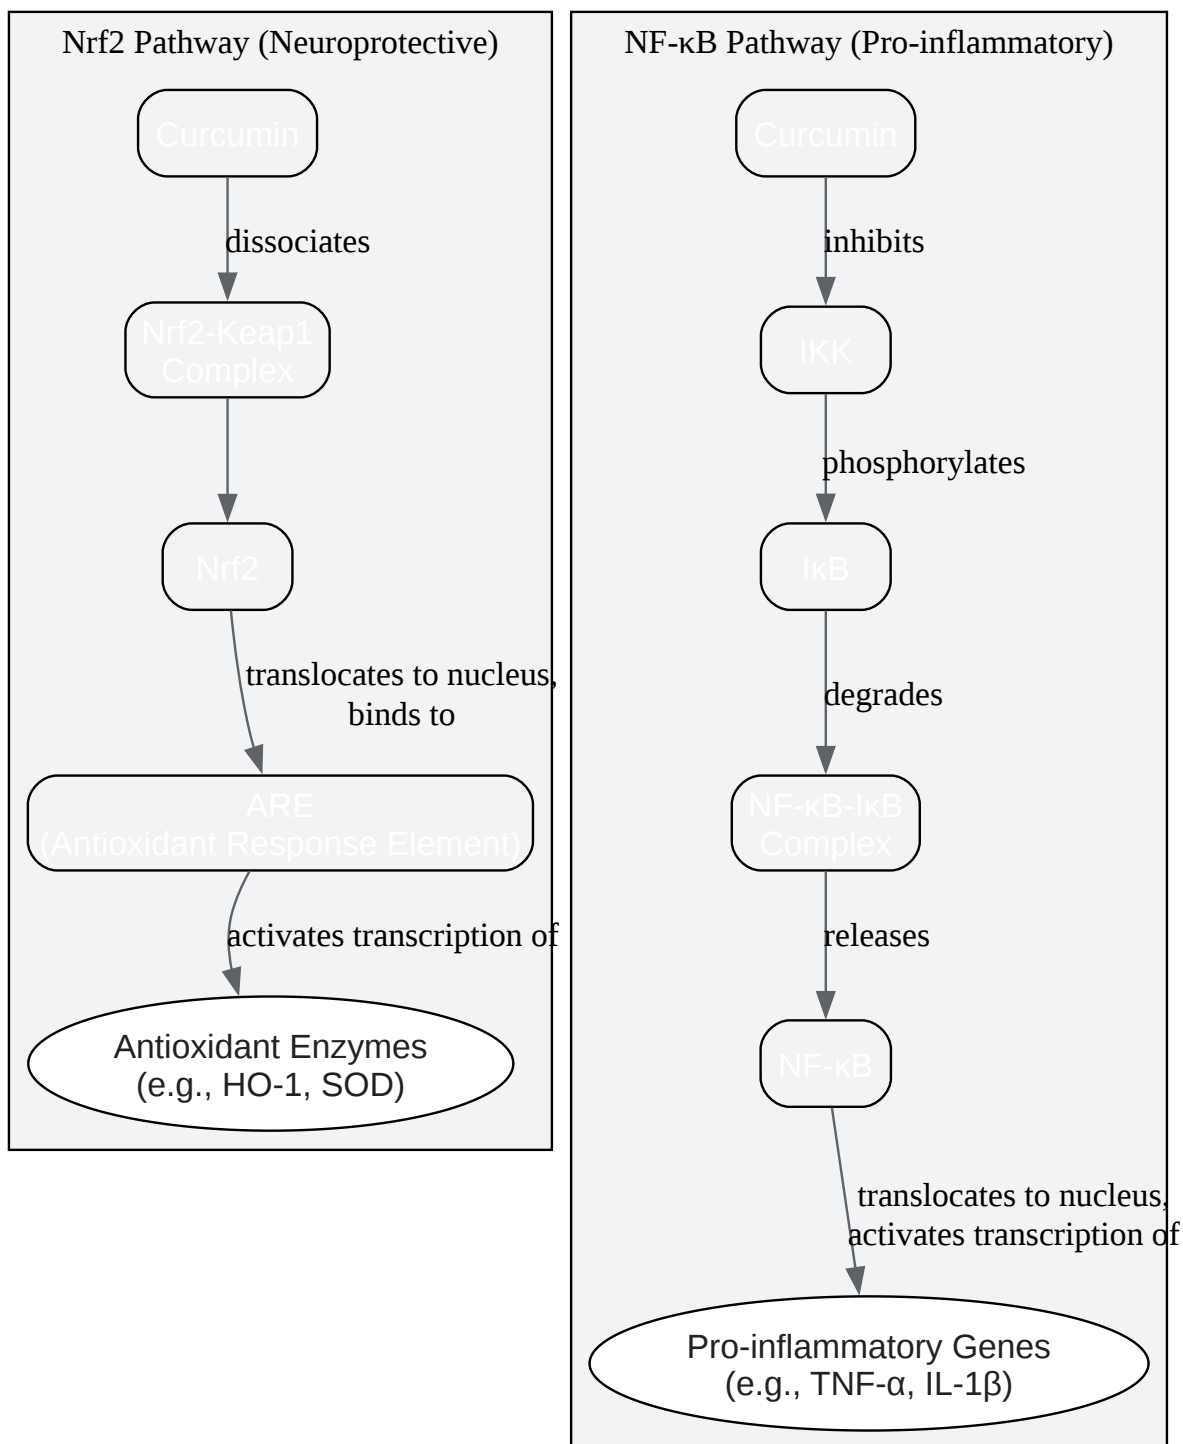 Nrf2 Pathway (Neuroprotective)
Curcumin
dissociates
Nrf2-Keap1
Complex
Nrf2
translocates to nucleus,
binds to
ARE
(Antioxidant Response Element)
activates transcription of
Antioxidant Enzymes
(e.g., HO-1, SOD)
NF-κB Pathway (Pro-inflammatory)
Curcumin
inhibits
IKK
phosphorylates
IκB
degrades
NF-κB-IκB
Complex
releases
NF-κB
translocates to nucleus,
activates transcription of
Pro-inflammatory Genes
(e.g., TNF-α, IL-1β)